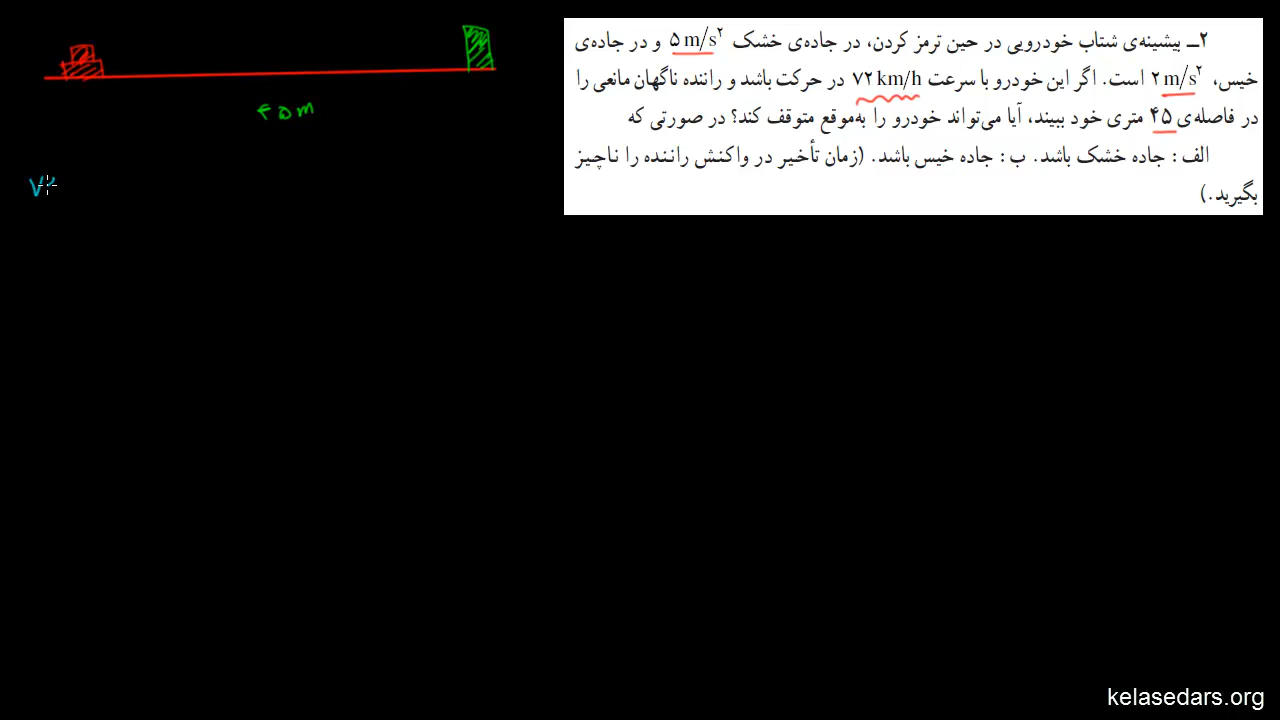 ۲ــ بیشینه‌ی شتاب خودرویی در حین ترمز کردن، در جاده‌ی خشک ۵ m/s۲ و در جاده‌ی
خیس، ۲ m/s۲ است. اگر این خودرو با سرعت ۷۲ km/h در حرکت باشد و راننده ناگهان مانعی را
در فاصله‌ی ۴۵ متری خود ببیند، آیا می‌تواند خودرو را به‌موقع متوقف کند؟ در صورتی که
الف: جاده خشک باشد. ب: جاده خیس باشد. (زمان تأخیر در واکنش راننده را ناچیز
بگیرید.)
۴۵ m
kelasedars.org